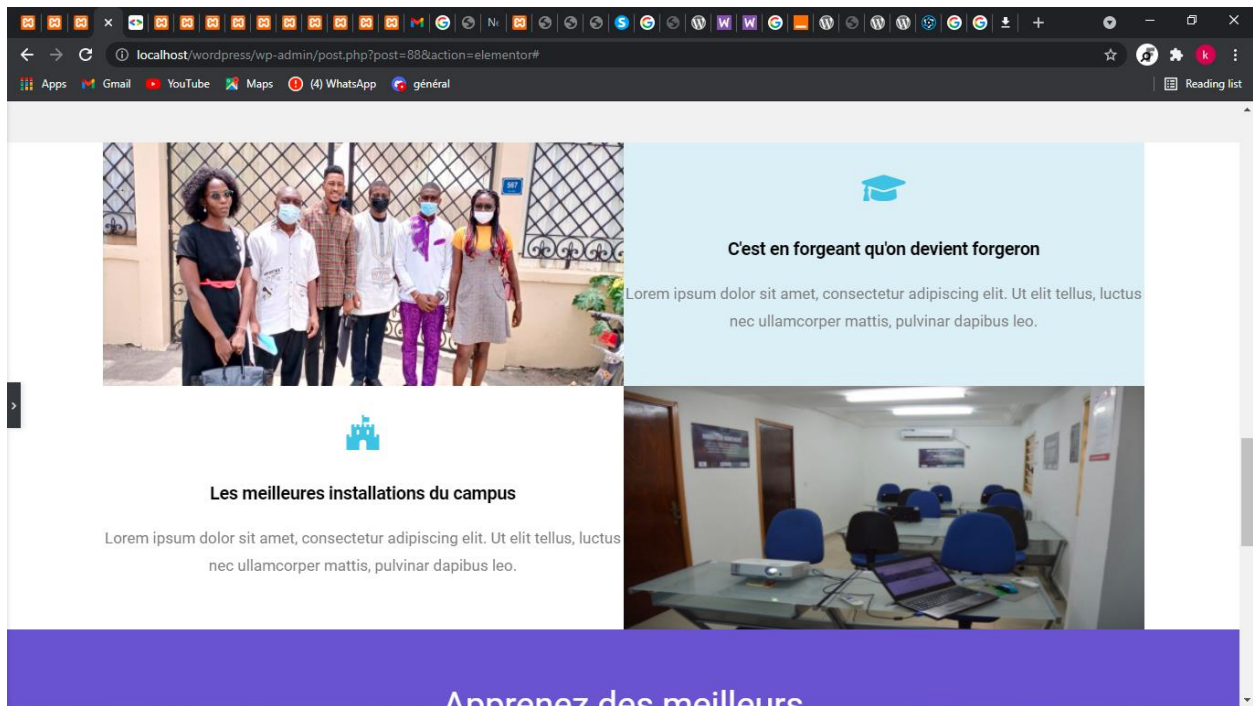 Ne
localhost/wordpress/wp-admin/post.php?post=88&action=elementor#
Apps Gmail YouTube Maps (4) WhatsApp général Reading list
567
C'est en forgeant qu'on devient forgeron
Lorem ipsum dolor sit amet, consectetur adipiscing elit. Ut elit tellus, luctus
nec ullamcorper mattis, pulvinar dapibus leo.
Les meilleures installations du campus
Lorem ipsum dolor sit amet, consectetur adipiscing elit. Ut elit tellus, luctus
nec ullamcorper mattis, pulvinar dapibus leo.
Apprenez des meilleurs